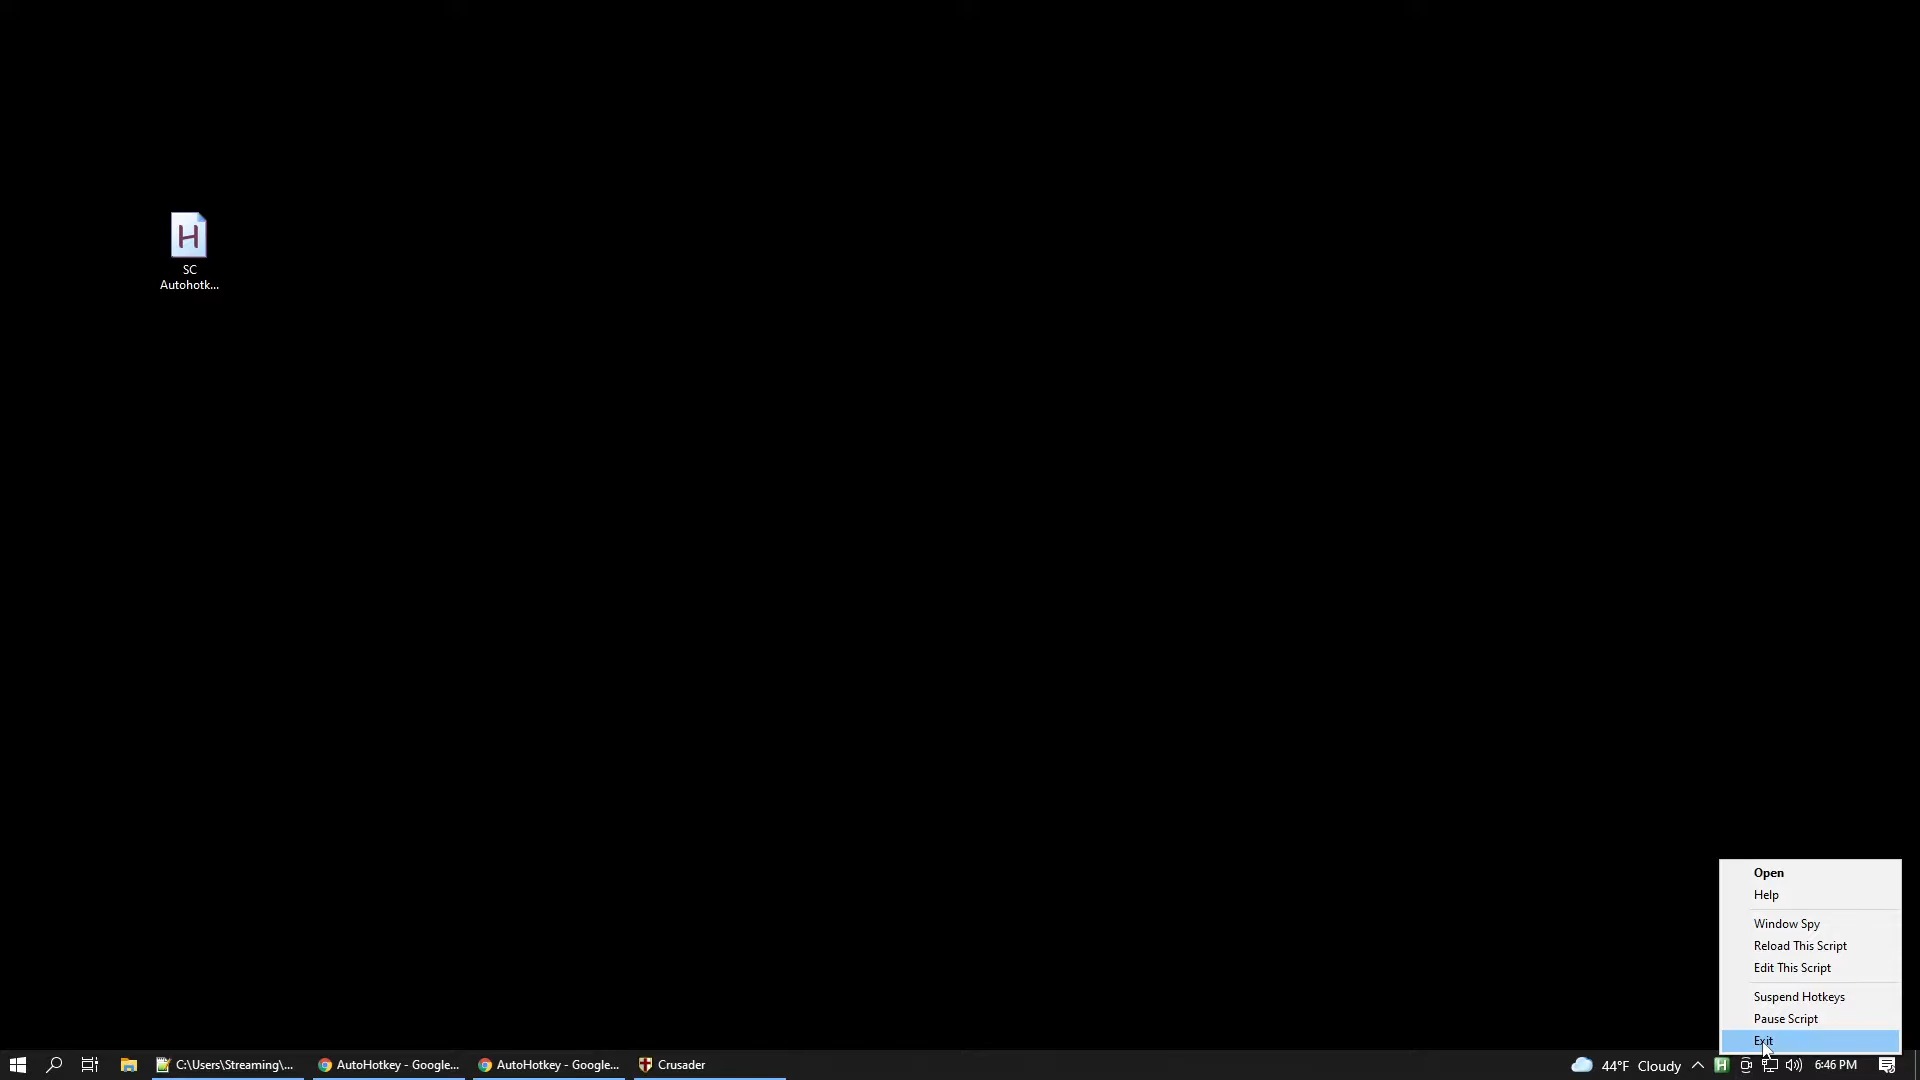 H
SC
Autohotk...
Open
Help
Window Spy
Reload This Script
Edit This Script
Suspend Hotkeys
Pause Script
Exit
C:\Users\Streaming\...
AutoHotkey - Google...
AutoHotkey - Google...
Crusader
44°F Cloudy
H
6:46 PM